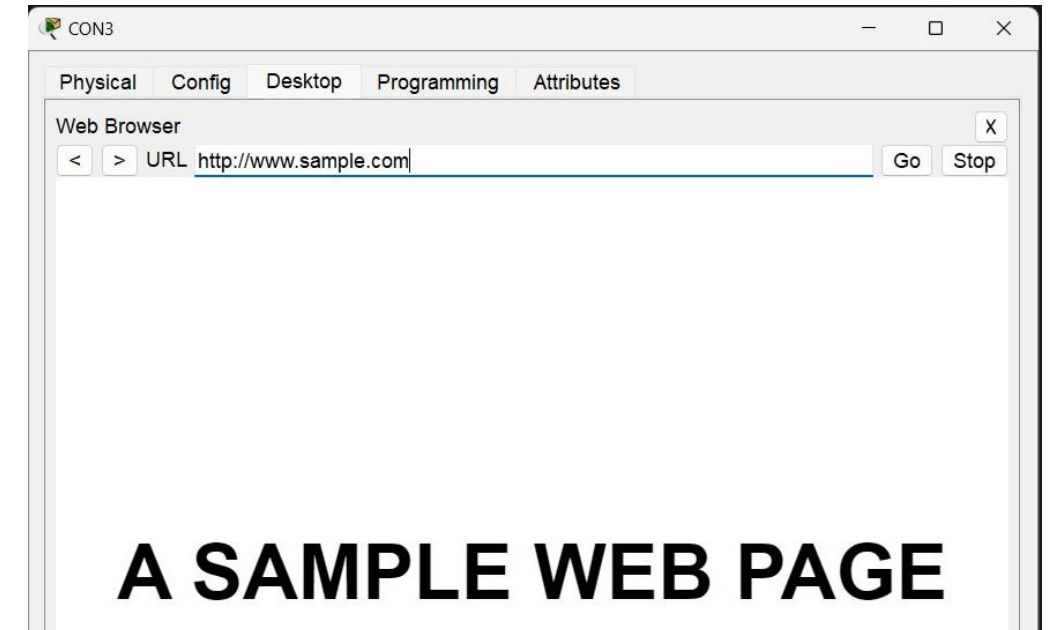 CON3
Physical Config Desktop Programming Attributes
Web Browser X
< > URL http://www.sample.com Go Stop
A SAMPLE WEB PAGE